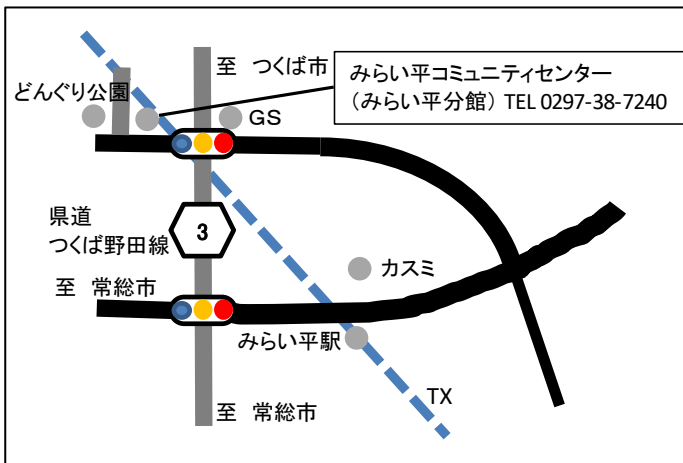 至 つくば市
みらい平コミュニティセンター
（みらい平分館） TEL 0297-38-7240
どんぐり公園
GS
県道
つくば野田線
3
カスミ
至 常総市
みらい平駅
TX
至 常総市